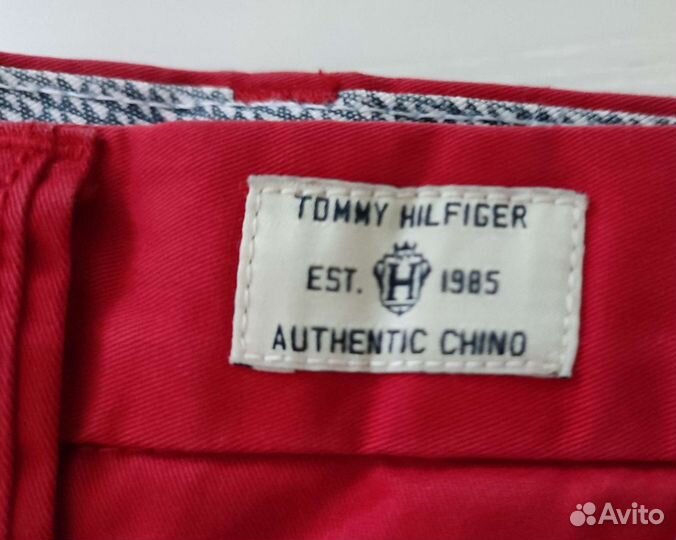 TOMMY HILFIGER
EST. H 1985
AUTHENTIC CHINO
Avito